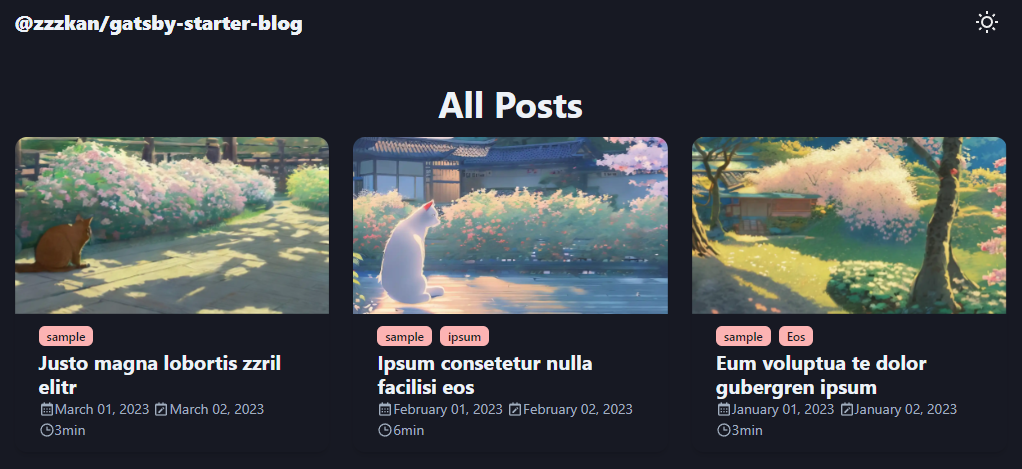 @zzzkan/gatsby-starter-blog
All Posts
sample
Justo magna lobortis zzril
elitr
March 01, 2023 March 02, 2023
3min
sample ipsum
Ipsum consetetur nulla
facilisi eos
February 01, 2023 February 02, 2023
6min
sample Eos
Eum voluptua te dolor
gubergren ipsum
January 01, 2023 January 02, 2023
3min